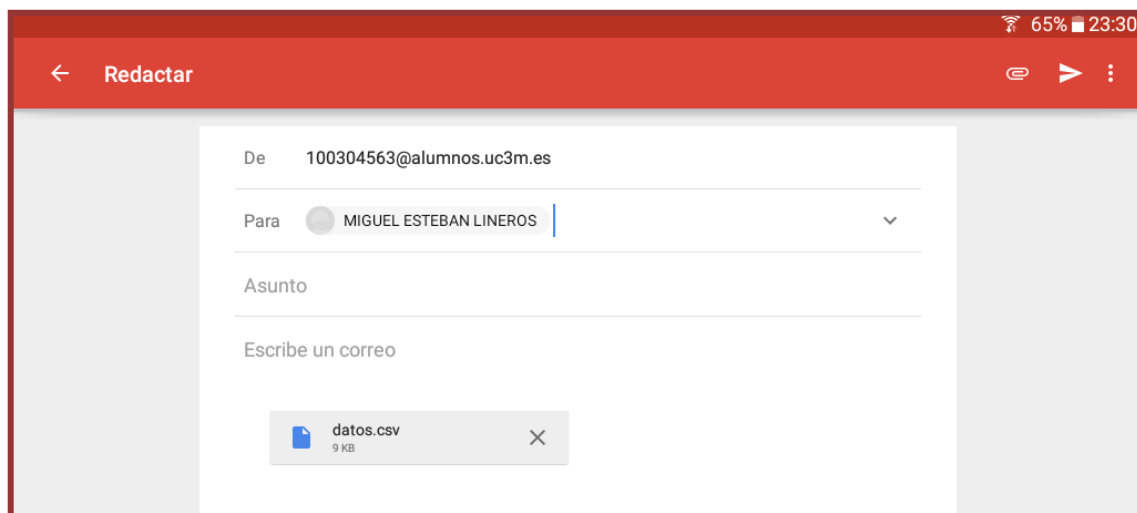 65% 23:30
Redactar
De 100304563@alumnos.uc3m.es
Para MIGUEL ESTEBAN LINEROS
Asunto
Escribe un correo
datos.csv
9 KB